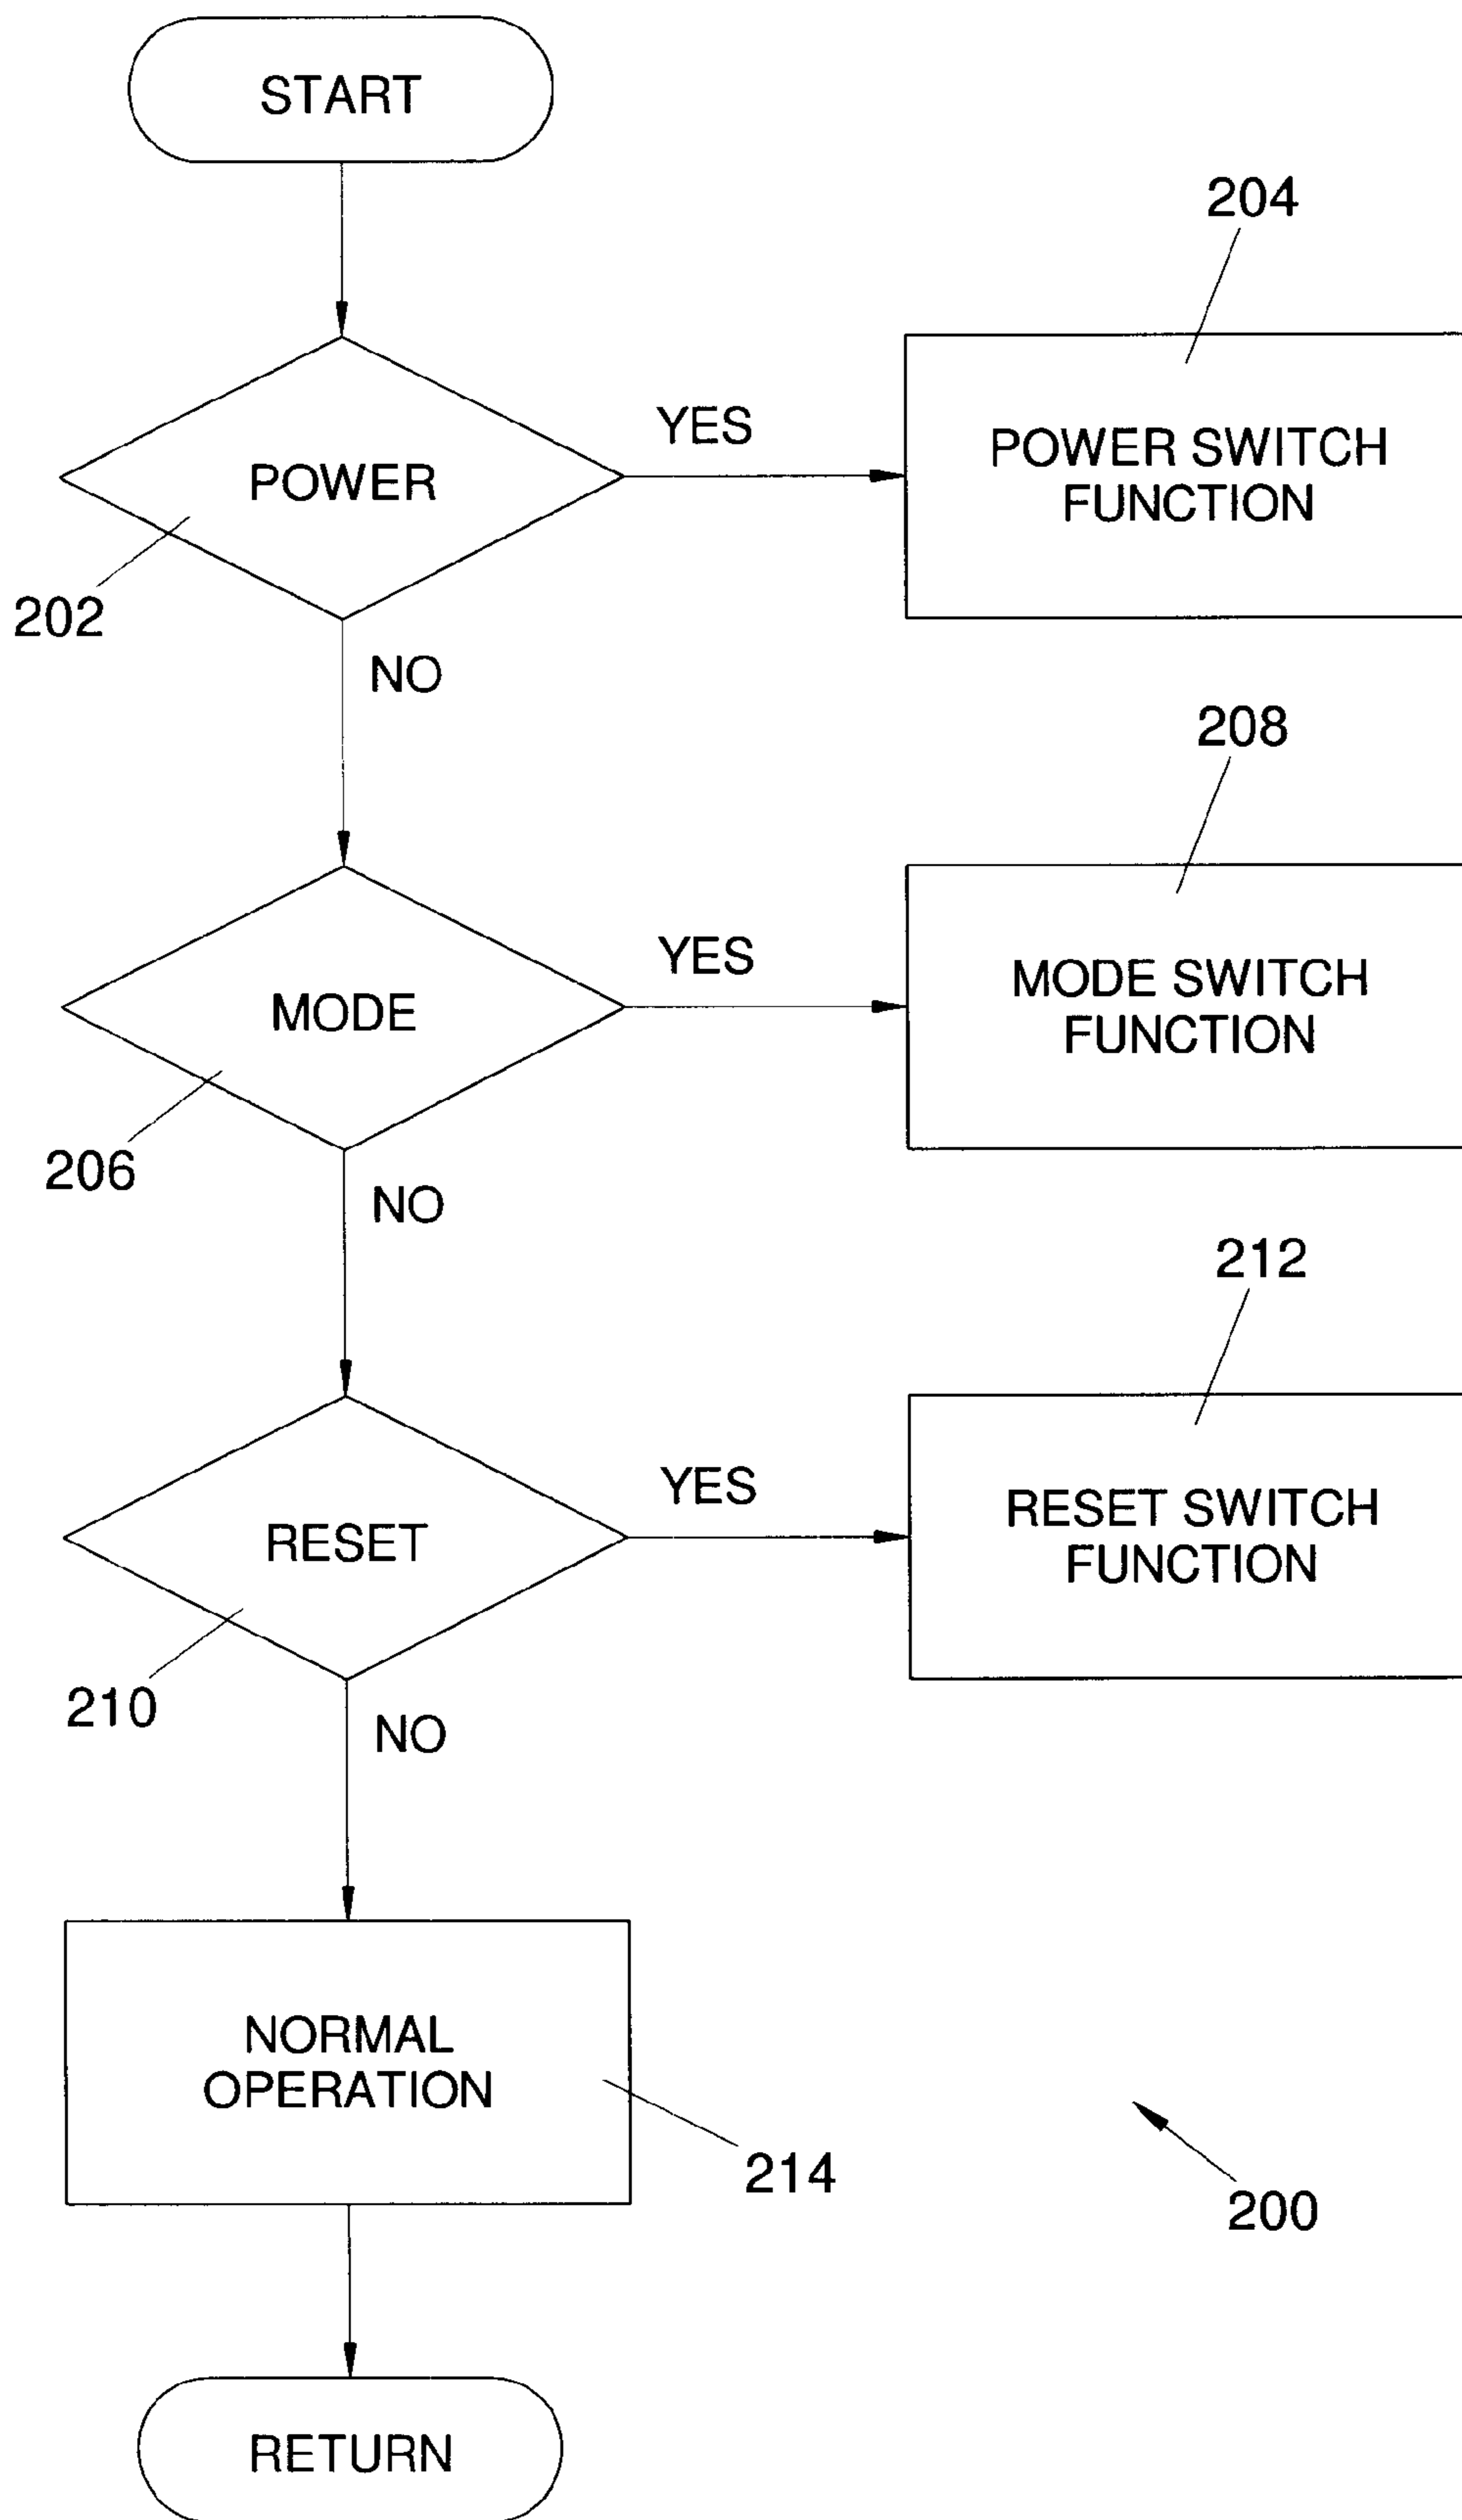 START
204
YES
POWER
POWER SWITCH
FUNCTION
202
NO
208
YES
MODE
MODE SWITCH
FUNCTION
206
NO
212
YES
RESET
RESET SWITCH
FUNCTION
210
NO
NORMAL
OPERATION
214
200
RETURN